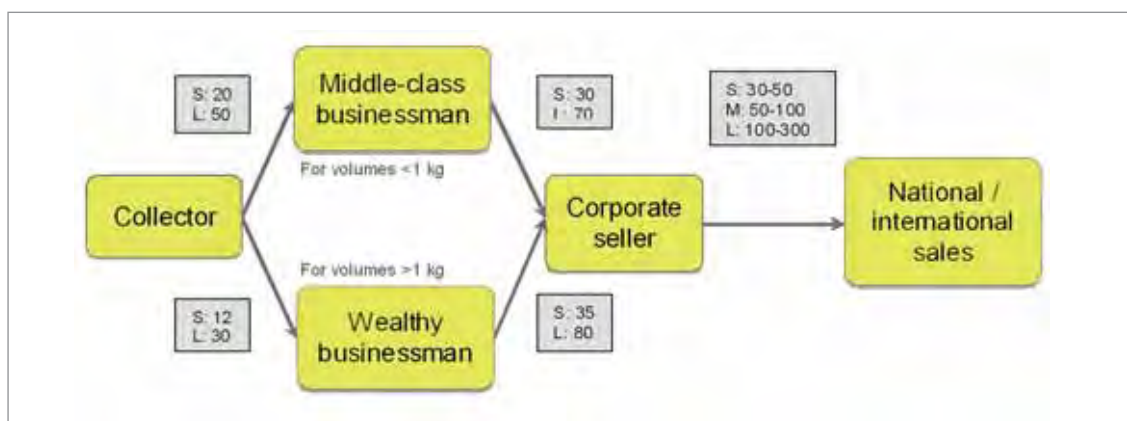 S: 20
L: 50
Middle-class
businessman
For volumes <1 kg
S: 30
L: 70
S: 30-50
M: 50-100
L: 100-300
Collector
Corporate
seller
National /
international
sales
For volumes >1 kg
S: 12
L: 30
Wealthy
businessman
S: 35
L: 80